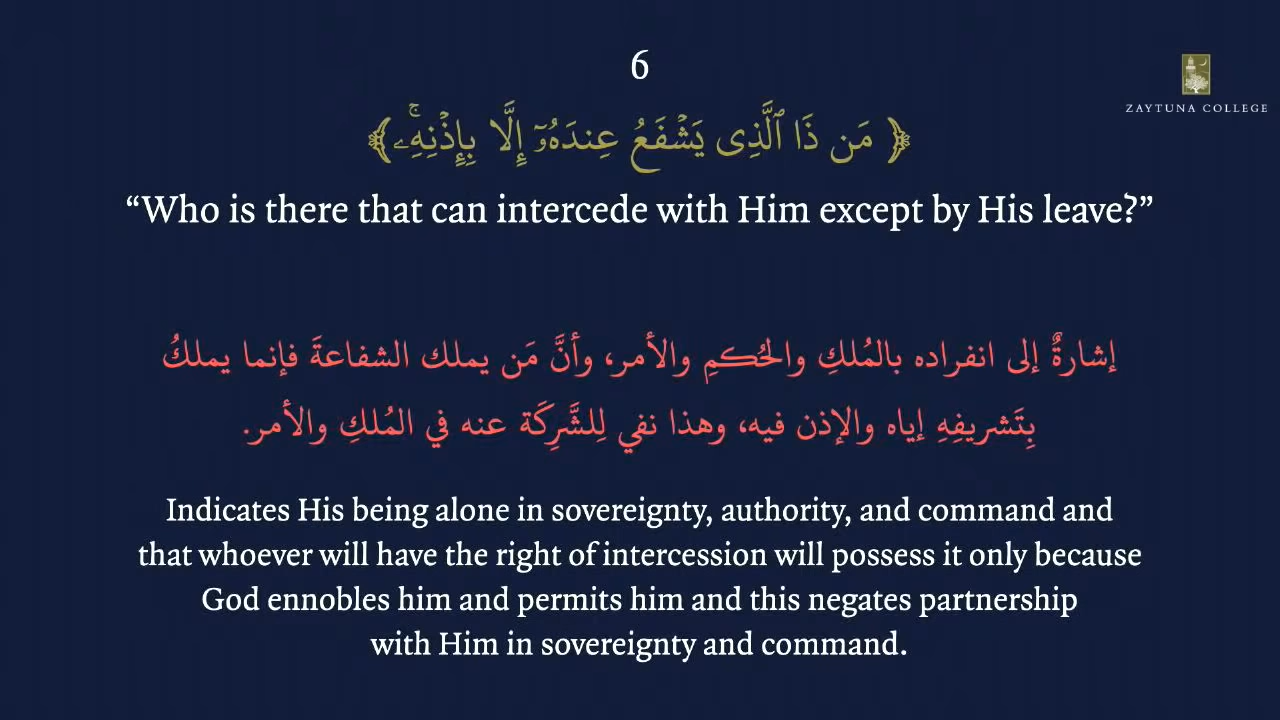 6
ZAYTUNA COLLEGE
﴿ مَن ذَا ٱلَّذِى يَشْفَعُ عِندَهُۥٓ إِلَّا بِإِذْنِهِۦۚ ﴾
“Who is there that can intercede with Him except by His leave?”
إشارةٌ إلى انفراده بالمُلكِ والحُكمِ والأمر، وأنَّ مَن يملك الشفاعةَ فإنما يملكُ
بِتَشريفِهِ إياه والإذن فيه، وهذا نفي لِلشَّرِكَة عنه في المُلكِ والأمر.
Indicates His being alone in sovereignty, authority, and command and
that whoever will have the right of intercession will possess it only because
God ennobles him and permits him and this negates partnership
with Him in sovereignty and command.